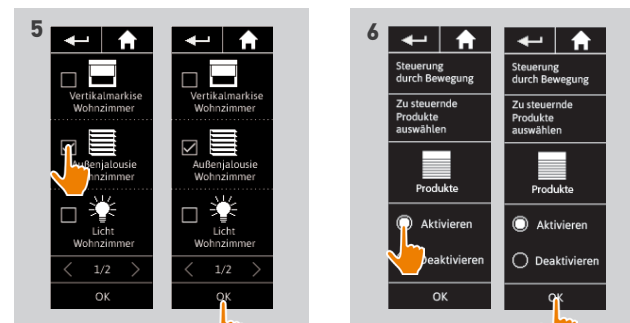 5
Vertikalmarkise
Wohnzimmer
Außenjalousie
Wohnzimmer
Licht
Wohnzimmer
< 1/2 >
OK
Vertikalmarkise
Wohnzimmer
Außenjalousie
Wohnzimmer
Licht
Wohnzimmer
< 1/2 >
OK
6
Steuerung
durch Bewegung
Zu steuernde
Produkte
auswählen
Produkte
Aktivieren
Deaktivieren
OK
Steuerung
durch Bewegung
Zu steuernde
Produkte
auswählen
Produkte
Aktivieren
Deaktivieren
OK